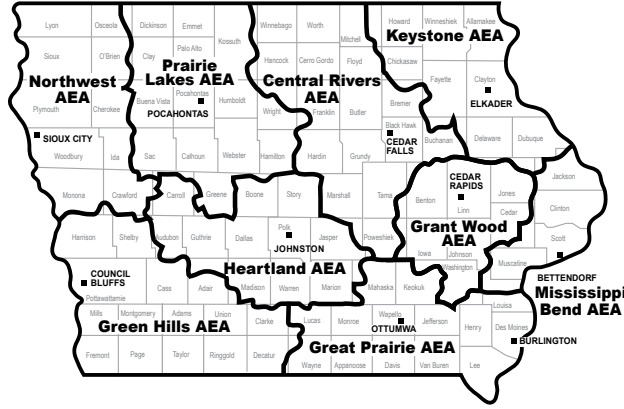 Lyon
Osceola
Dickinson
Emmet
Winnebago
Worth
Howard
Winneshiek
Allamakee
Kossuth
Mitchell
Keystone AEA
Sioux
O'Brien
Clay
Palo Alto
Hancock
Cerro Gordo
Floyd
Chickasaw
Prairie
Lakes AEA
Northwest
AEA
Central Rivers
AEA
Fayette
Clayton
ELKADER
Plymouth
Cherokee
Buena Vista
Pocahontas
POCAHONTAS
Humboldt
Wright
Franklin
Butler
Bremer
SIOUX CITY
Black Hawk
CEDAR
FALLS
Buchanan
Delaware
Dubuque
Woodbury
Ida
Sac
Calhoun
Webster
Hamilton
Hardin
Grundy
CEDAR
RAPIDS
Jackson
Monona
Crawford
Carroll
Greene
Boone
Story
Marshall
Tama
Benton
Linn
Jones
Cedar
Clinton
Grant Wood
AEA
Harrison
Shelby
Audubon
Guthrie
Dallas
Polk
JOHNSTON
Jasper
Poweshiek
Iowa
Johnson
Scott
BETTENDORF
Heartland AEA
Washington
Muscatine
COUNCIL
BLUFFS
Pottawattamie
Cass
Adair
Madison
Warren
Marion
Mahaska
Keokuk
Mississippi
Bend AEA
Louisa
Mills
Montgomery
Adams
Union
Clarke
Lucas
Monroe
Wapello
OTTUMWA
Jefferson
Henry
Des Moines
BURLINGTON
Green Hills AEA
Great Prairie AEA
Fremont
Page
Taylor
Ringgold
Decatur
Wayne
Appanoose
Davis
Van Buren
Lee